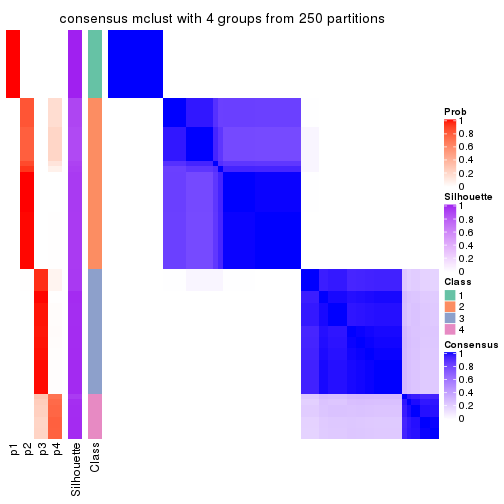 consensus mclust with 4 groups from 250 partitions
Prob
1
0.8
0.6
0.4
0.2
0
Silhouette
1
0.8
0.6
0.4
0.2
0
Class
1
2
3
4
Consensus
1
0.8
0.6
0.4
0.2
0
p1
p2
p3
p4
Silhouette
Class